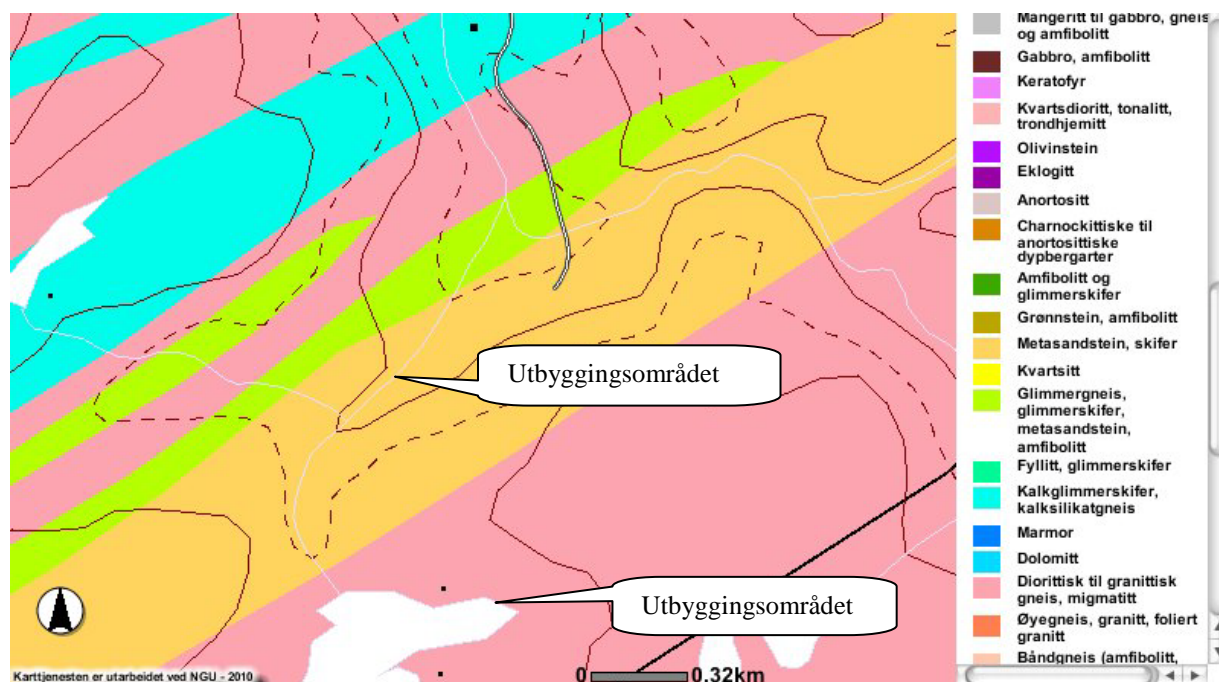 Mangeritt til gabbro, gneis
og amfibolitt
Gabbro, amfibolitt
Keratofyr
Kvartsdioritt, tonalitt,
trondhjemitt
Olivinstein
Eklogitt
Anortositt
Charnockittiske til
anortosittiske
dypbergarter
Amfibolitt og
glimmerskifer
Grønnstein, amfibolitt
Metasandstein, skifer
Kvartsitt
Glimmergneis,
glimmerskifer,
metasandstein,
amfibolitt
Fyllitt, glimmerskifer
Kalkglimmerskifer,
kalksilikatgneis
Marmor
Dolomitt
Diorittisk til granittisk
gneis, migmatitt
Øyegneis, granitt, foliert
granitt
Båndgneis (amfibolitt,
Utbyggingsområdet
Utbyggingsområdet
Karttjenesten er utarbeidet ved NGU - 2010
0 0.32km